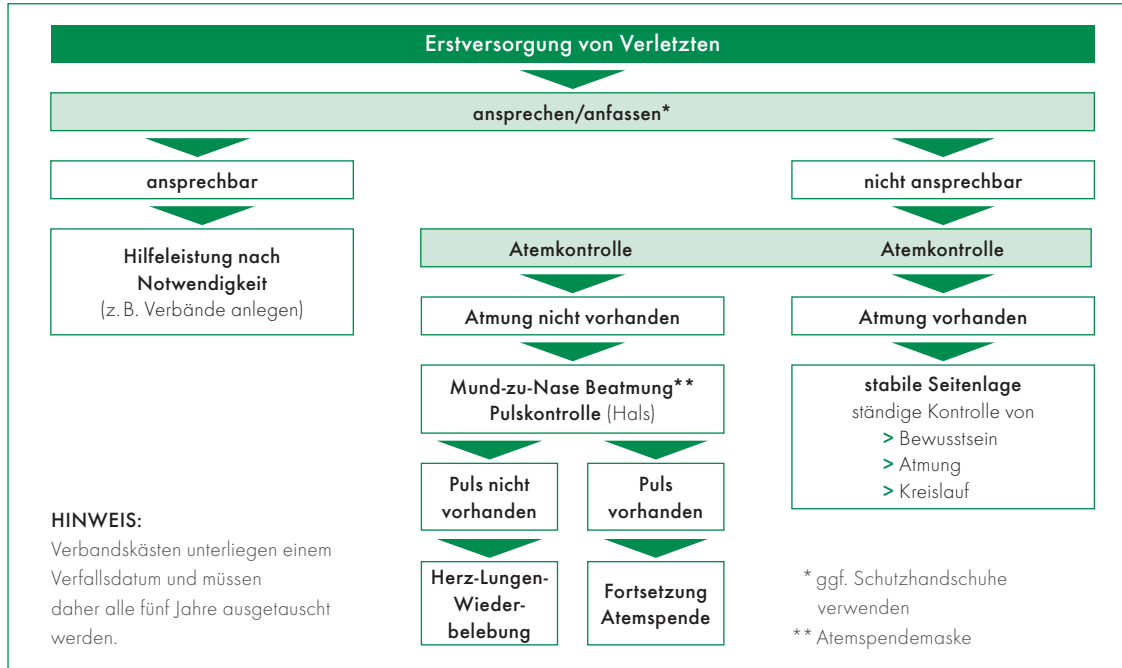 Erstversorgung von Verletzten
ansprechen/anfassen*
ansprechbar
nicht ansprechbar
Hilfeleistung nach
Notwendigkeit
(z. B. Verbände anlegen)
Atemkontrolle
Atemkontrolle
Atmung nicht vorhanden
Atmung vorhanden
Mund-zu-Nase Beatmung**
Pulskontrolle (Hals)
stabile Seitenlage
ständige Kontrolle von
> Bewusstsein
> Atmung
> Kreislauf
Puls nicht
vorhanden
Puls
vorhanden
Herz-Lungen-
Wieder-
belebung
Fortsetzung
Atemspende
HINWEIS:
Verbandskästen unterliegen einem
Verfallsdatum und müssen
daher alle fünf Jahre ausgetauscht
werden.
* ggf. Schutzhandschuhe
verwenden
** Atemspendemaske